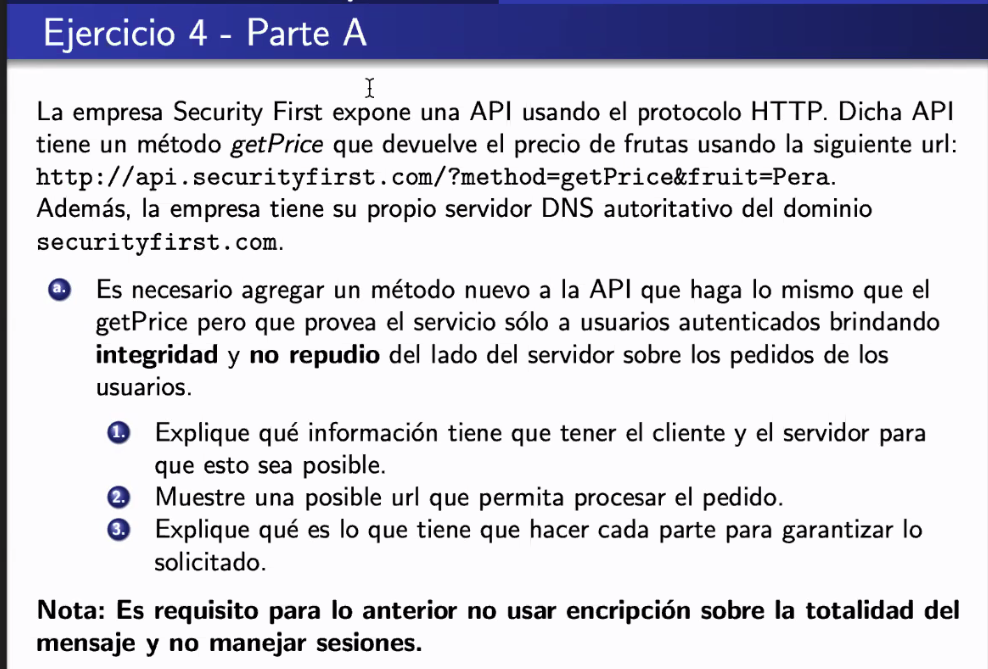 Ejercicio 4 - Parte A
La empresa Security First expone una API usando el protocolo HTTP. Dicha API
tiene un método getPrice que devuelve el precio de frutas usando la siguiente url:
http://api.securityfirst.com/?method=getPrice&fruit=Pera.
Además, la empresa tiene su propio servidor DNS autoritativo del dominio
securityfirst.com.
a. Es necesario agregar un método nuevo a la API que haga lo mismo que el
getPrice pero que provea el servicio sólo a usuarios autenticados brindando
integridad y no repudio del lado del servidor sobre los pedidos de los
usuarios.
1. Explique qué información tiene que tener el cliente y el servidor para
que esto sea posible.
2. Muestre una posible url que permita procesar el pedido.
3. Explique qué es lo que tiene que hacer cada parte para garantizar lo
solicitado.
Nota: Es requisito para lo anterior no usar encripción sobre la totalidad del
mensaje y no manejar sesiones.